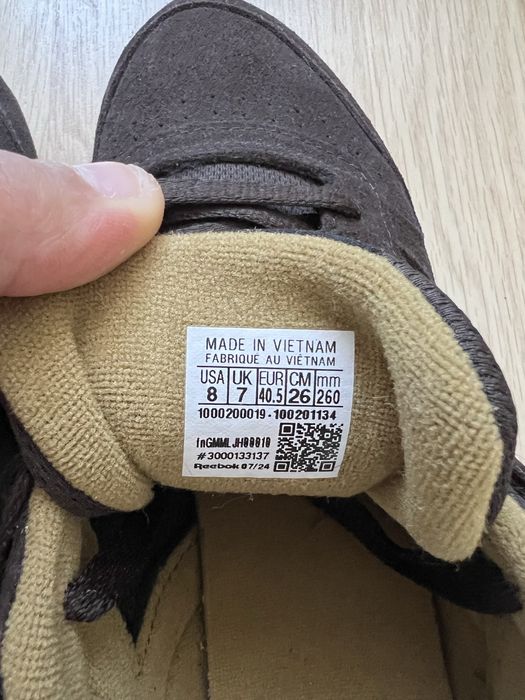 MADE IN VIETNAM
FABRIQUE AU VIETNAM
USA UK EUR CM mm
8 7 40.5 26 260
1000200019-100201134
#3000133137
Reebok 07/24